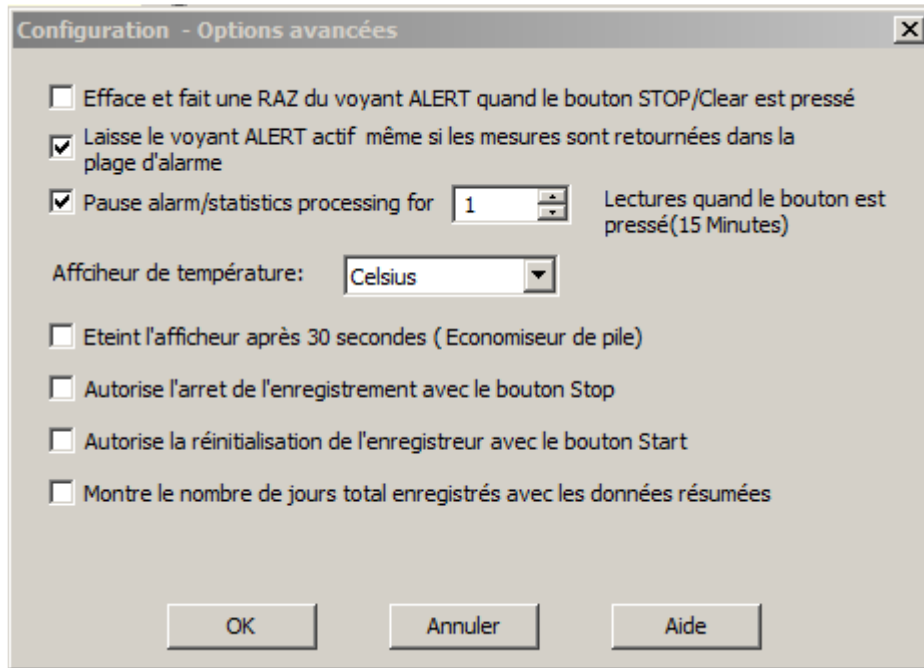 Configuration - Options avancées
Efface et fait une RAZ du voyant ALERT quand le bouton STOP/Clear est pressé
Laisse le voyant ALERT actif même si les mesures sont retournées dans la
plage d'alarme
Pause alarm/statistics processing for 1 Lectures quand le bouton est
pressé(15 Minutes)
Affciheur de température: Celsius
Eteint l'afficheur après 30 secondes ( Economiseur de pile)
Autorise l'arret de l'enregistrement avec le bouton Stop
Autorise la réinitialisation de l'enregistreur avec le bouton Start
Montre le nombre de jours total enregistrés avec les données résumées
OK Annuler Aide